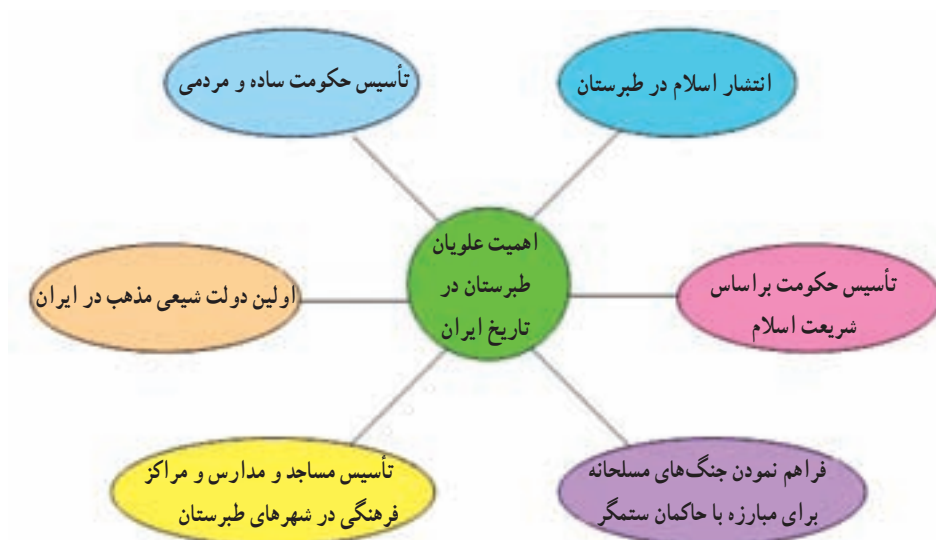 انتشار اسلام در طبرستان
تأسیس حکومت ساده و مردمی
اهمیت علویان
طبرستان در
تاریخ ایران
تأسیس حکومت براساس
شریعت اسلام
اولین دولت شیعی مذهب در ایران
فراهم نمودن جنگ‌های مسلحانه
برای مبارزه با حاکمان ستمگر
تأسیس مساجد و مدارس و مراکز
فرهنگی در شهرهای طبرستان